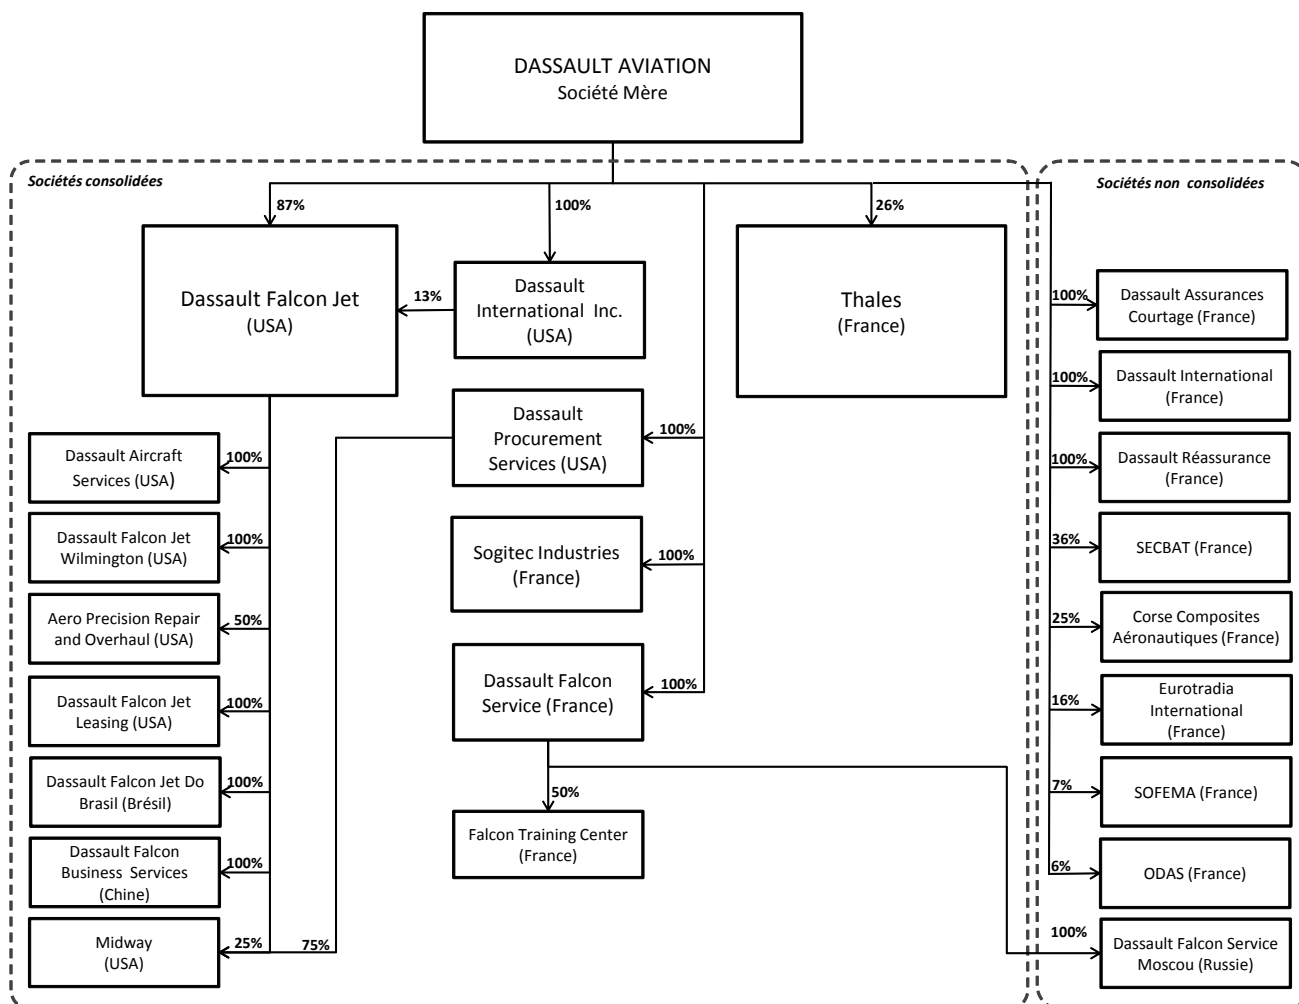 DASSAULT AVIATION
Société Mère
Sociétés consolidées
Sociétés non consolidées
87%
100%
26%
Dassault Falcon Jet
(USA)
13%
Dassault
International Inc.
(USA)
Thales
(France)
100%
Dassault Assurances
Courtage (France)
100%
Dassault International
(France)
Dassault
Procurement
Services (USA)
100%
100%
Dassault Réassurance
(France)
Dassault Aircraft
Services (USA)
100%
Dassault Falcon Jet
Wilmington (USA)
100%
Sogitec Industries
(France)
100%
36%
SECBAT (France)
Aero Precision Repair
and Overhaul (USA)
50%
25%
Corse Composites
Aéronautiques (France)
Dassault Falcon Jet
Leasing (USA)
100%
Dassault Falcon
Service (France)
100%
16%
Eurotradia
International
(France)
Dassault Falcon Jet Do
Brasil (Brésil)
100%
50%
7%
SOFEMA (France)
Falcon Training Center
(France)
Dassault Falcon
Business Services
(Chine)
100%
6%
ODAS (France)
Midway
(USA)
25%
75%
100%
Dassault Falcon Service
Moscou (Russie)